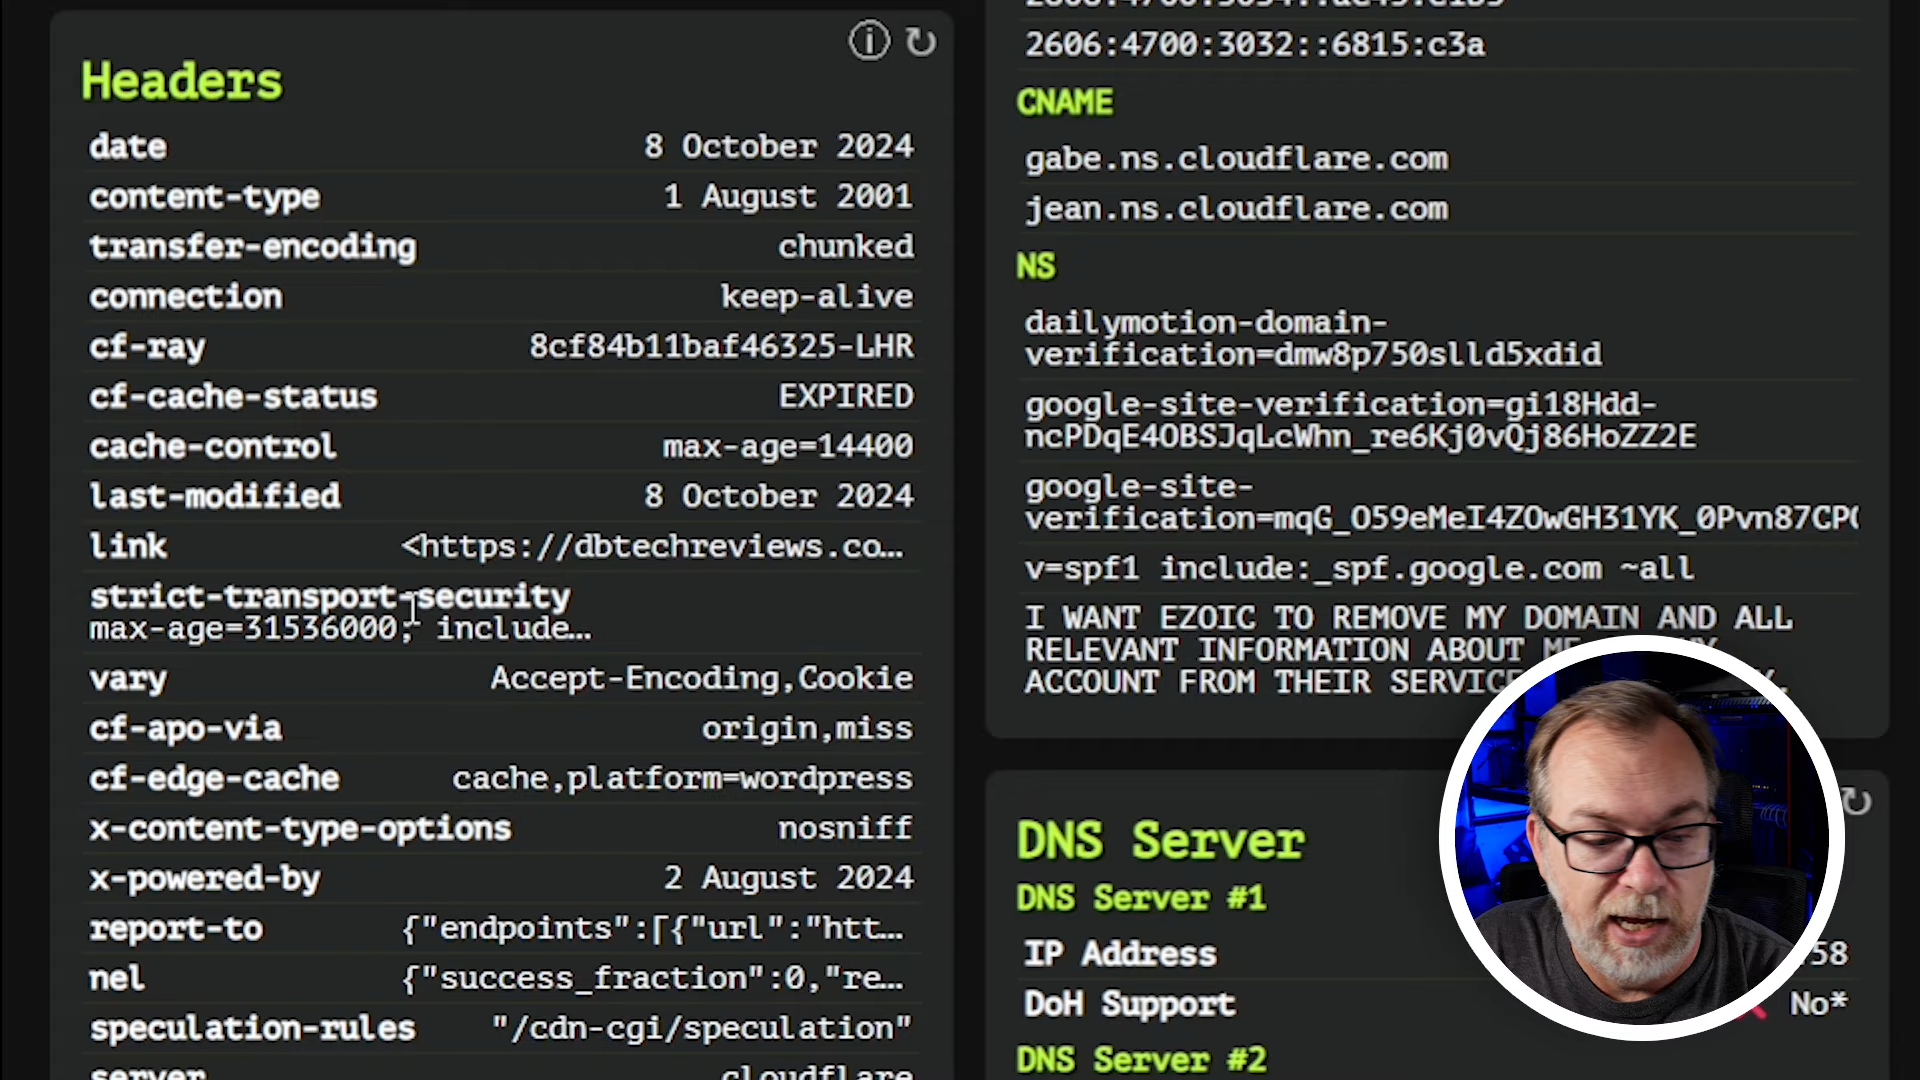 Headers
date 8 October 2024
content-type 1 August 2001
transfer-encoding chunked
connection keep-alive
cf-ray 8cf84b11baf46325-LHR
cf-cache-status EXPIRED
cache-control max-age=14400
last-modified 8 October 2024
link <https://dbtechreviews.co…
strict-transport-security
max-age=31536000; include…
vary Accept-Encoding,Cookie
cf-apo-via origin,miss
cf-edge-cache cache,platform=wordpress
x-content-type-options nosniff
x-powered-by 2 August 2024
report-to {"endpoints":[{"url":"htt…
nel {"success_fraction":0,"re…
speculation-rules "/cdn-cgi/speculation"
server cloudflare
2606:4700:3032::6815:c3a
CNAME
gabe.ns.cloudflare.com
jean.ns.cloudflare.com
NS
dailymotion-domain-
verification=dmw8p750slld5xdid
google-site-verification=gi18Hdd-
ncPDqE4OBSJqLcWhn_re6Kj0vQj86HoZZ2E
google-site-
verification=mqG_O59eMeI4ZOwGH31YK_0Pvn87CP
v=spf1 include:_spf.google.com ~all
I WANT EZOIC TO REMOVE MY DOMAIN AND ALL
RELEVANT INFORMATION ABOUT
ACCOUNT FROM THEIR
DNS Server
DNS Server #1
IP Address 58
DoH Support No*
DNS Server #2